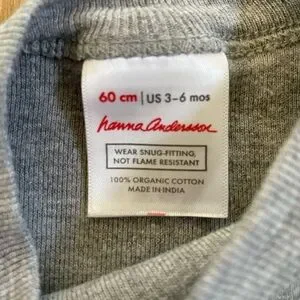 60 cm | US 3-6 mos
hanna andersson
WEAR SNUG-FITTING,
NOT FLAME RESISTANT
100% ORGANIC COTTON
MADE IN INDIA